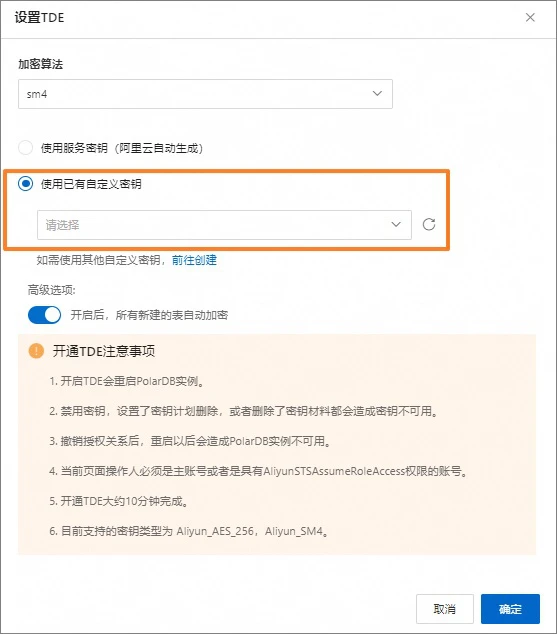 设置TDE
加密算法
sm4
使用服务密钥（阿里云自动生成）
使用已有自定义密钥
请选择
如需使用其他自定义密钥，前往创建
高级选项:
开启后，所有新建的表自动加密
开通TDE注意事项
1. 开启TDE会重启PolarDB实例。
2. 禁用密钥，设置了密钥计划删除，或者删除了密钥材料都会造成密钥不可用。
3. 撤销授权关系后，重启以后会造成PolarDB实例不可用。
4. 当前页面操作人必须是主账号或者是具有AliyunSTSAssumeRoleAccess权限的账号。
5. 开通TDE大约10分钟完成。
6. 目前支持的密钥类型为 Aliyun_AES_256，Aliyun_SM4。
取消
确定